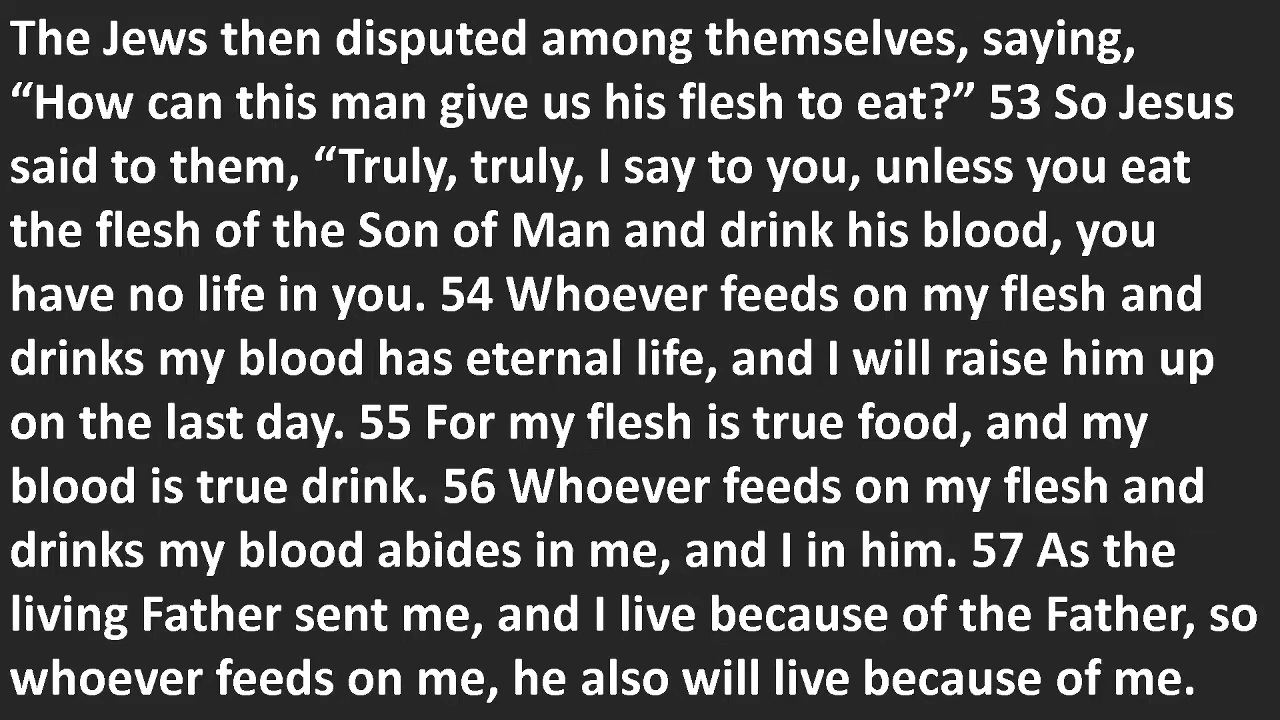 The Jews then disputed among themselves, saying,
“How can this man give us his flesh to eat?” 53 So Jesus
said to them, “Truly, truly, I say to you, unless you eat
the flesh of the Son of Man and drink his blood, you
have no life in you. 54 Whoever feeds on my flesh and
drinks my blood has eternal life, and I will raise him up
on the last day. 55 For my flesh is true food, and my
blood is true drink. 56 Whoever feeds on my flesh and
drinks my blood abides in me, and I in him. 57 As the
living Father sent me, and I live because of the Father, so
whoever feeds on me, he also will live because of me.